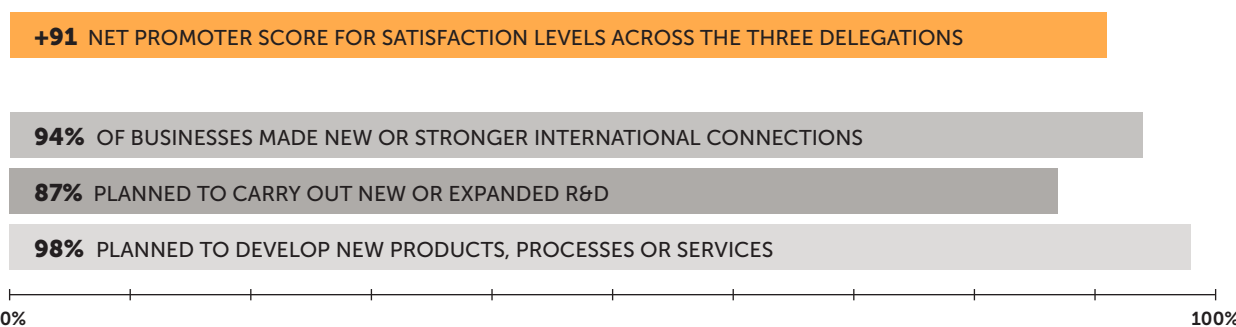 +91 NET PROMOTER SCORE FOR SATISFACTION LEVELS ACROSS THE THREE DELEGATIONS
94% OF BUSINESSES MADE NEW OR STRONGER INTERNATIONAL CONNECTIONS
87% PLANNED TO CARRY OUT NEW OR EXPANDED R&D
98% PLANNED TO DEVELOP NEW PRODUCTS, PROCESSES OR SERVICES
0% 100%